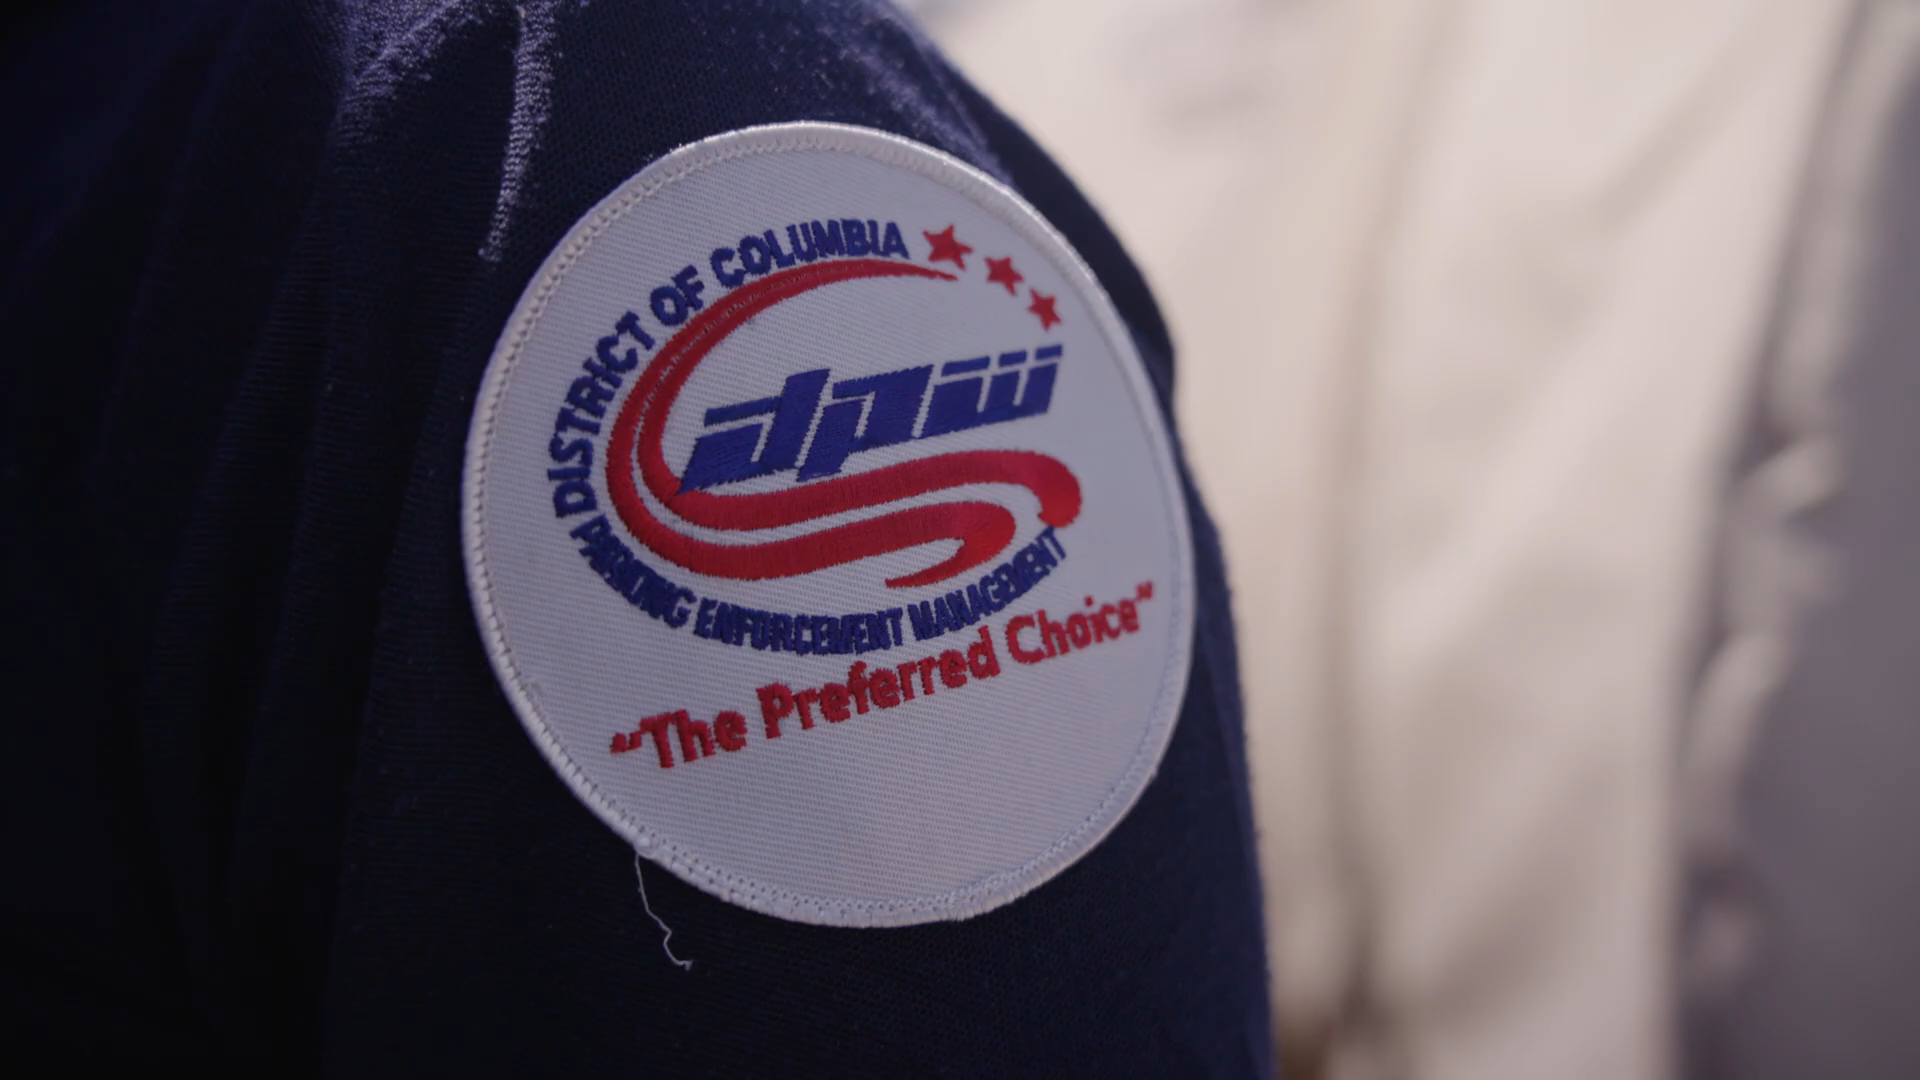 DISTRICT OF COLUMBIA
dpw
PARKING ENFORCEMENT MANAGEMENT
“The Preferred Choice”